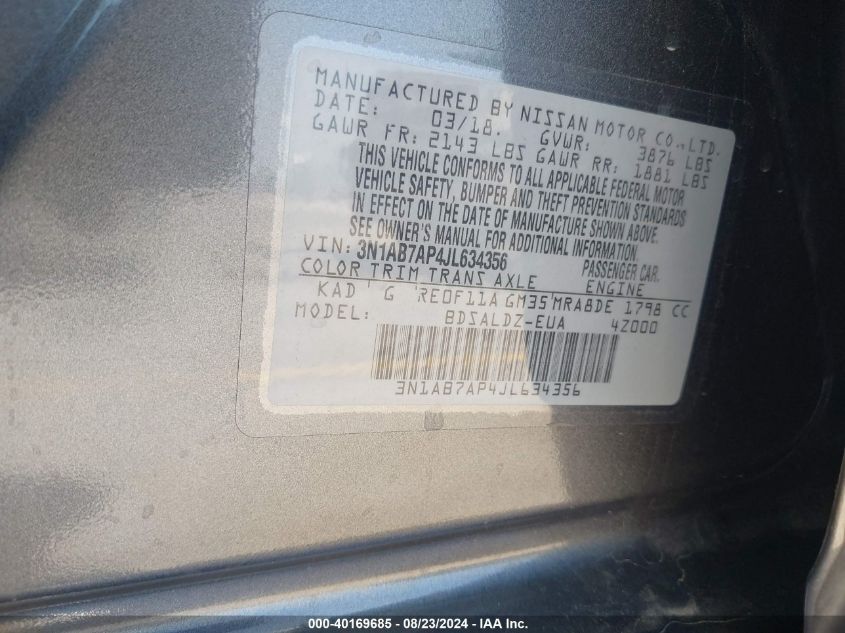 MANUFACTURED BY NISSAN MOTOR CO.,LTD.
DATE: 03/18. GVWR: 3876 LBS
GAWR FR: 2143 LBS GAWR RR: 1881 LBS
THIS VEHICLE CONFORMS TO ALL APPLICABLE FEDERAL MOTOR
VEHICLE SAFETY, BUMPER AND THEFT PREVENTION STANDARDS
IN EFFECT ON THE DATE OF MANUFACTURE SHOWN ABOVE.
SEE OWNER'S MANUAL FOR ADDITIONAL INFORMATION.
VIN: 3N1AB7AP4JL634356 PASSENGER CAR.
COLOR TRIM TRANS AXLE ENGINE
KAD G RE0F11A GM35 MRA8DE 1798 CC
MODEL: BDSALDZ-EUA 4Z000
3N1AB7AP4JL634356
000-40169685 - 08/23/2024 - IAA Inc.